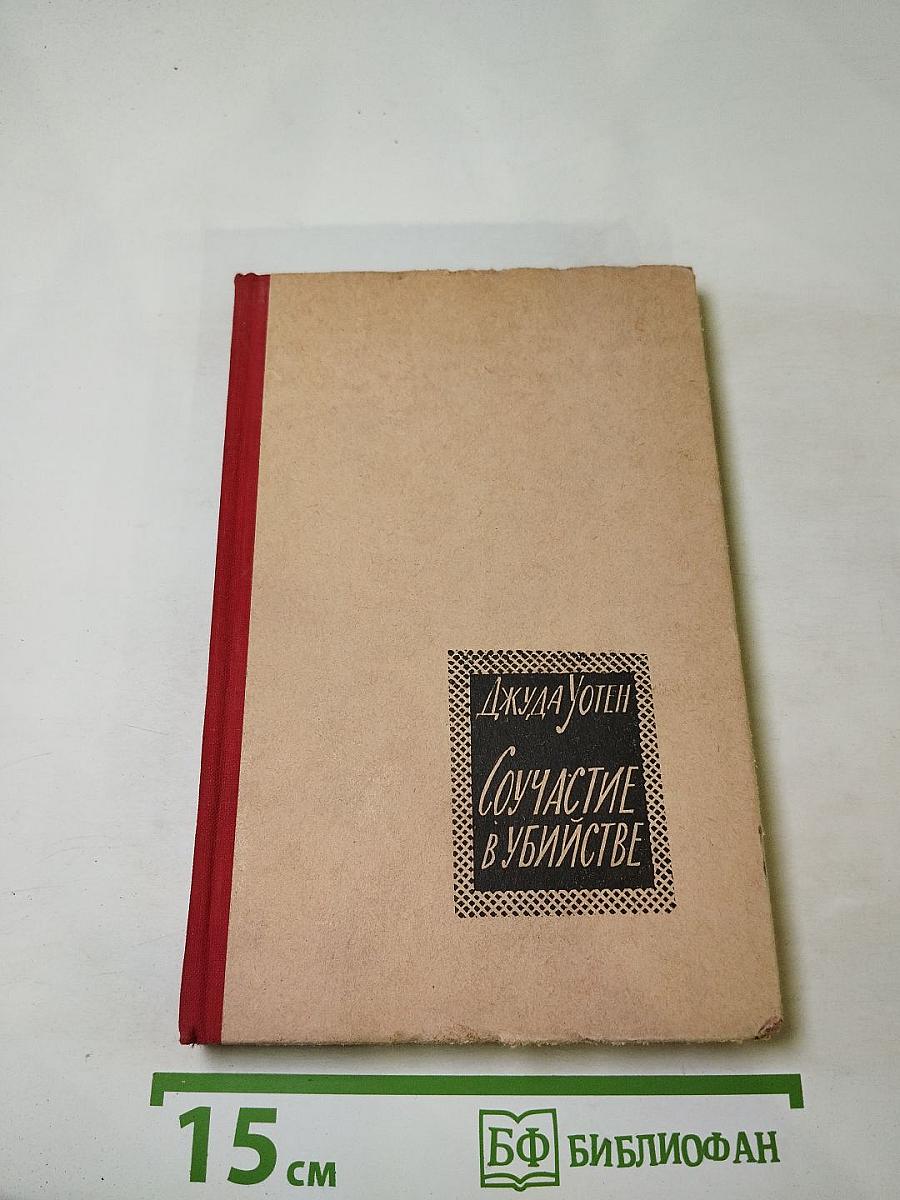 Джуда Уотен
Соучастие
в убийстве
15 см
БФ БИБЛИОФАН